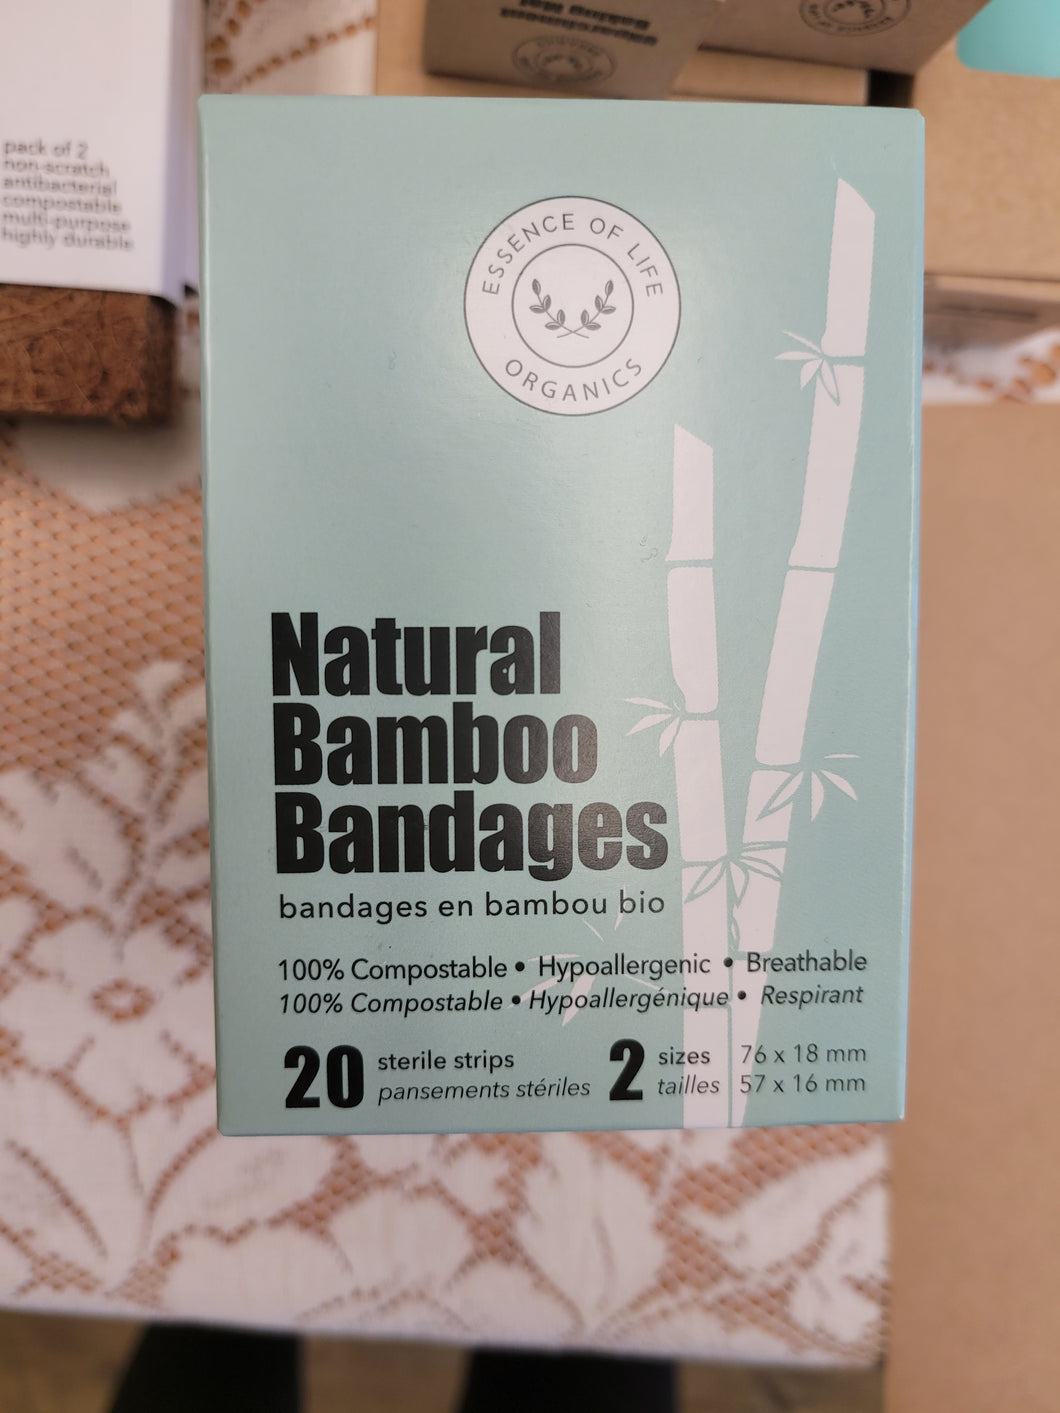 pack of 2
non-scratch
antibacterial
compostable
multi-purpose
highly durable
ESSENCE OF LIFE
ORGANICS
Natural
Bamboo
Bandages
bandages en bambou bio
100% Compostable • Hypoallergenic • Breathable
100% Compostable • Hypoallergénique • Respirant
20 sterile strips
pansements stériles
2 sizes
tailles
76 x 18 mm
57 x 16 mm